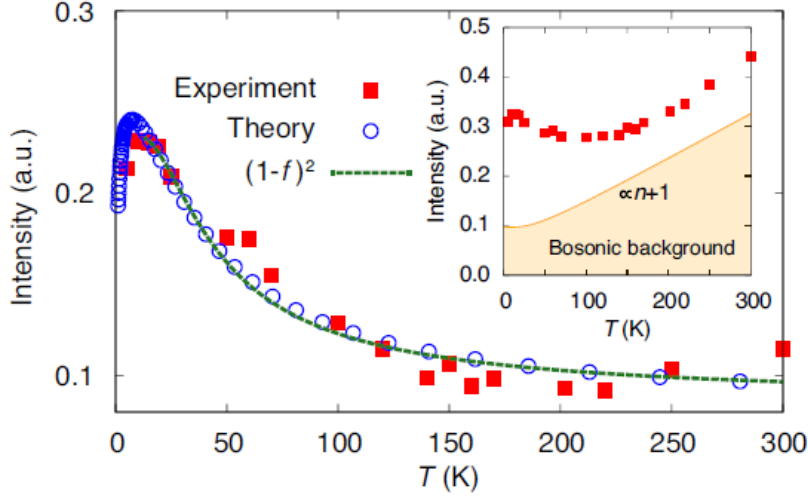 0.3
0.2
0.1
Intensity (a.u.)
0 50 100 150 200 250 300
T (K)
Experiment
Theory
(1-f)²
0.5
0.4
0.3
0.2
0.1
0.0
Intensity (a.u.)
∝n+1
Bosonic background
0 100 200 300
T (K)